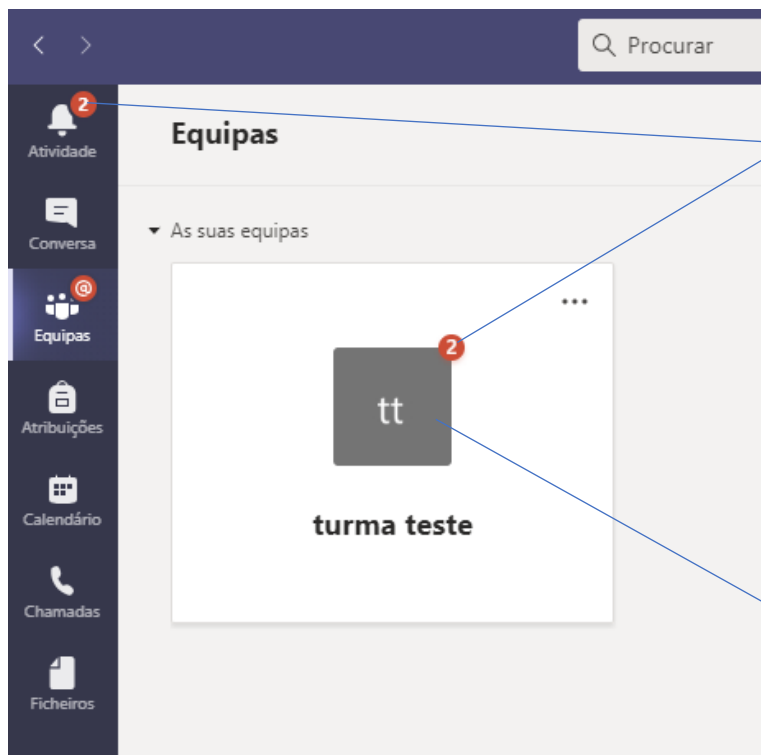 Procurar
2
Atividade
Conversa
@
Equipas
Atribuições
Calendário
Chamadas
Ficheiros
Equipas
As suas equipas
2
tt
turma teste